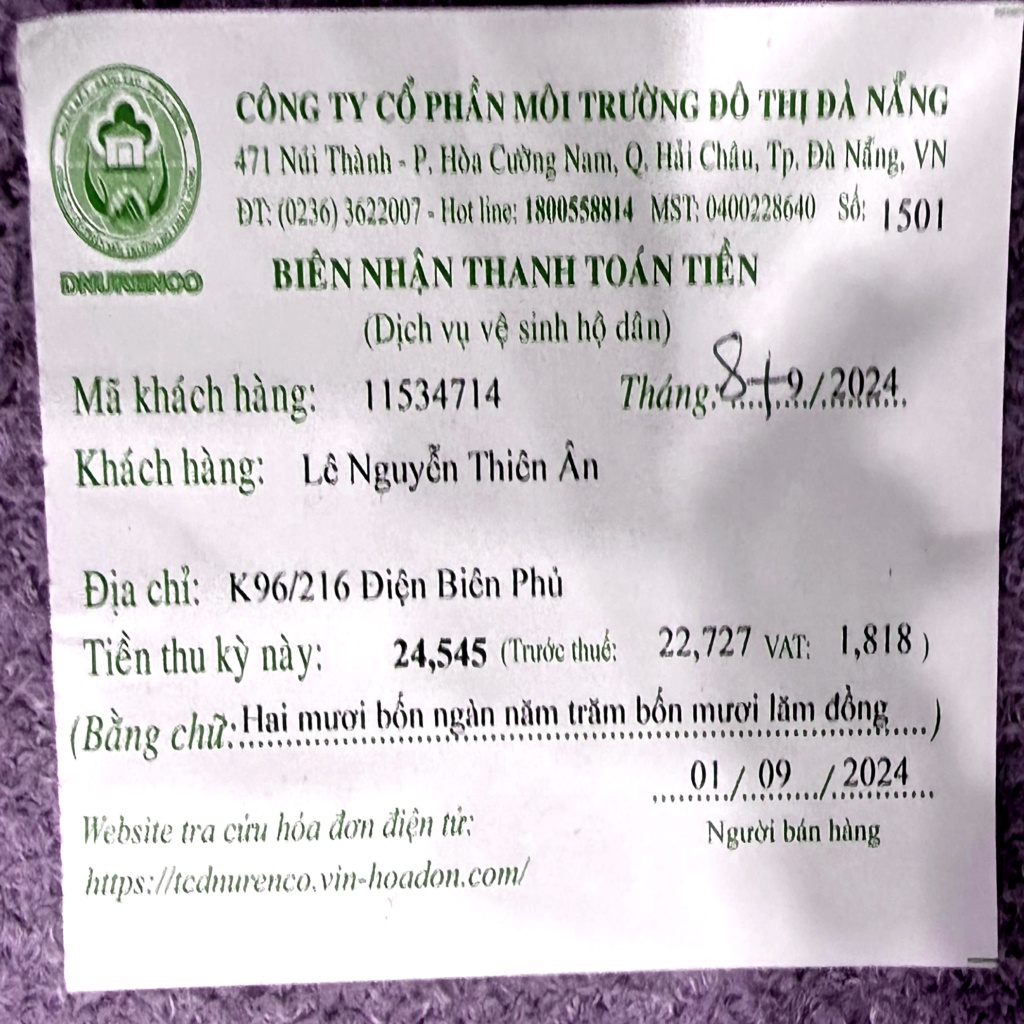 CÔNG TY CỔ PHẦN MÔI TRƯỜNG ĐÔ THỊ ĐÀ NẴNG
471 Núi Thành - P. Hòa Cường Nam, Q. Hải Châu, Tp. Đà Nẵng, VN
ĐT: (0236) 3622007 - Hot line: 1800558814 MST: 0400228640 Số: 1501
DNURENCO
BIÊN NHẬN THANH TOÁN TIỀN
(Dịch vụ vệ sinh hộ dân)
Mã khách hàng: 11534714 Tháng: 8+9/2024
Khách hàng: Lê Nguyễn Thiên Ân
Địa chỉ: K96/216 Điện Biên Phủ
Tiền thu kỳ này: 24,545 (Trước thuế: 22,727 VAT: 1,818 )
(Bằng chữ: Hai mươi bốn ngàn năm trăm bốn mươi lăm đồng)
01 / 09 / 2024
Người bán hàng
Website tra cứu hóa đơn điện tử:
https://tcdnurenco.vin-hoadon.com/